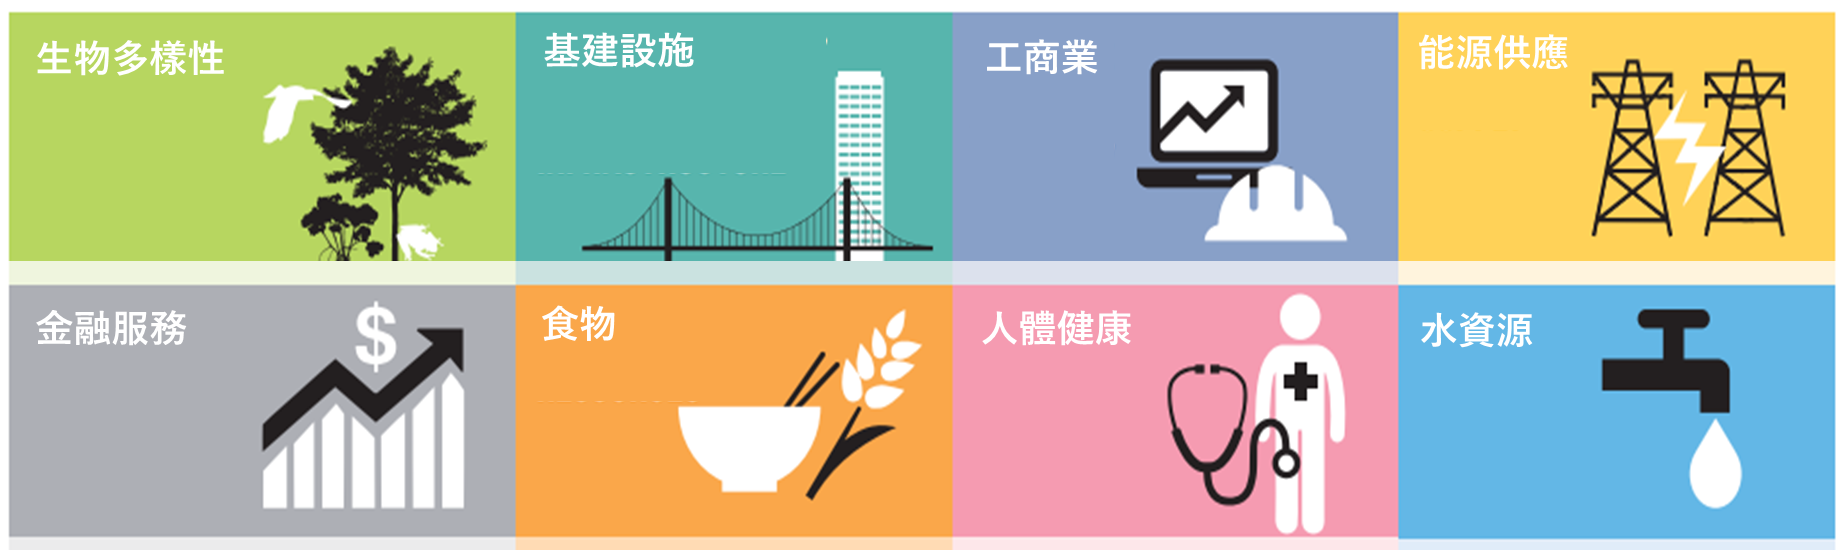 生物多樣性
基建設施
工商業
能源供應
金融服務
$
食物
人體健康
水資源